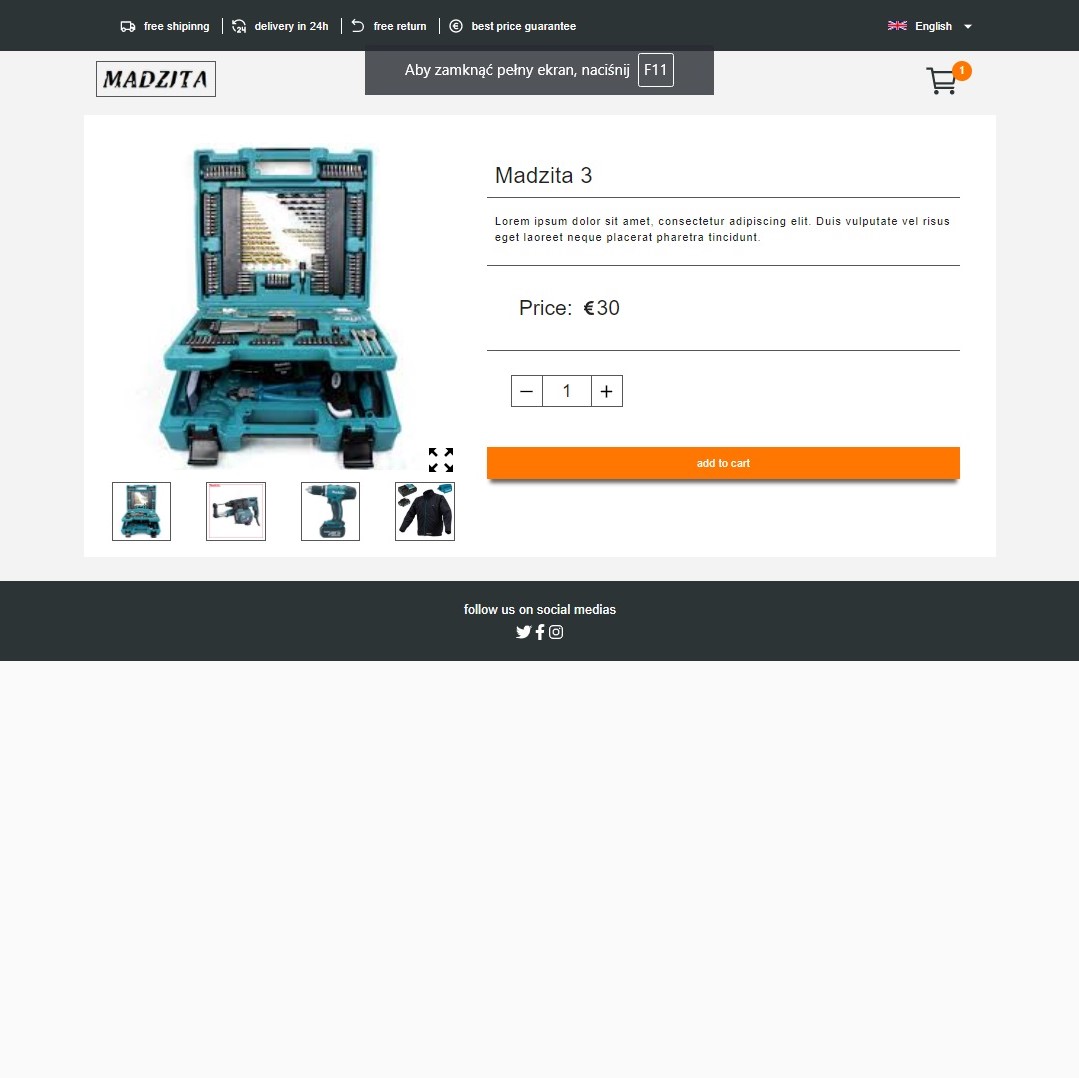 free shipinng
24
delivery in 24h
free return
€
best price guarantee
English
MADZITA
Aby zamknąć pełny ekran, naciśnij F11
1
Madzita 3
Lorem ipsum dolor sit amet, consectetur adipiscing elit. Duis vulputate vel risus
eget laoreet neque placerat pharetra tincidunt.
Price: €30
1
add to cart
follow us on social medias